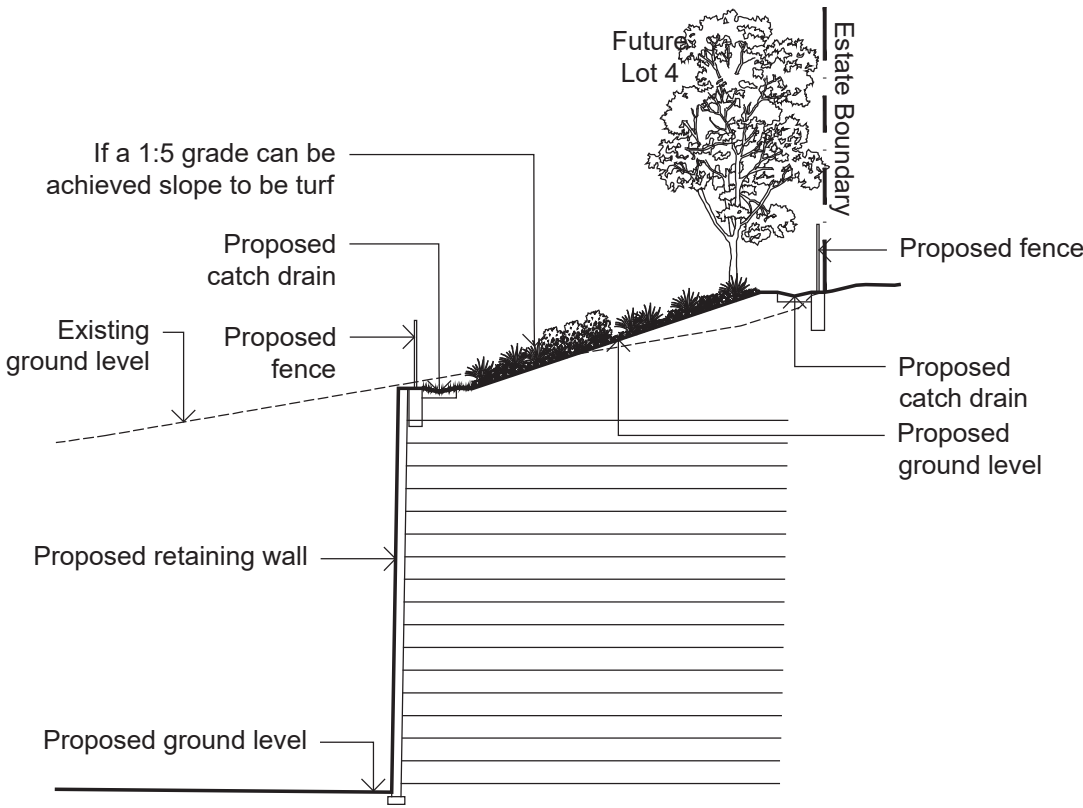 Future
Lot 4
Estate Boundary
If a 1:5 grade can be
achieved slope to be turf
Proposed
catch drain
Proposed fence
Existing
ground level
Proposed
fence
Proposed
catch drain
Proposed
ground level
Proposed retaining wall
Proposed ground level